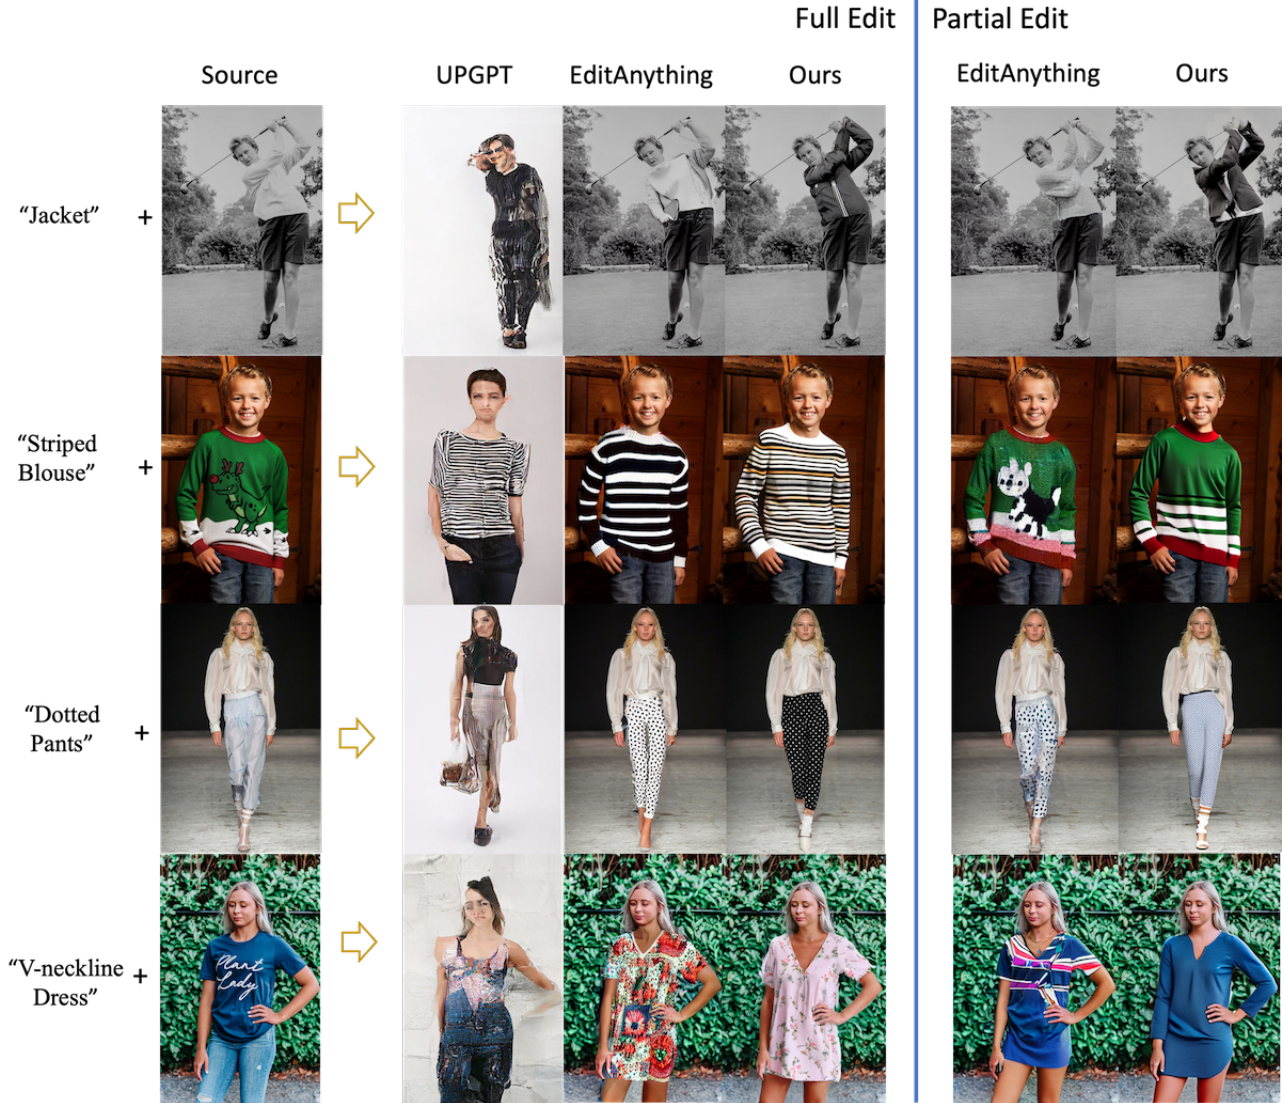 Full Edit
Partial Edit
Source
UPGPT
EditAnything
Ours
EditAnything
Ours
“Jacket” +
“Striped
Blouse” +
“Dotted
Pants” +
“V-neckline +
Dress”
Plant
Lady